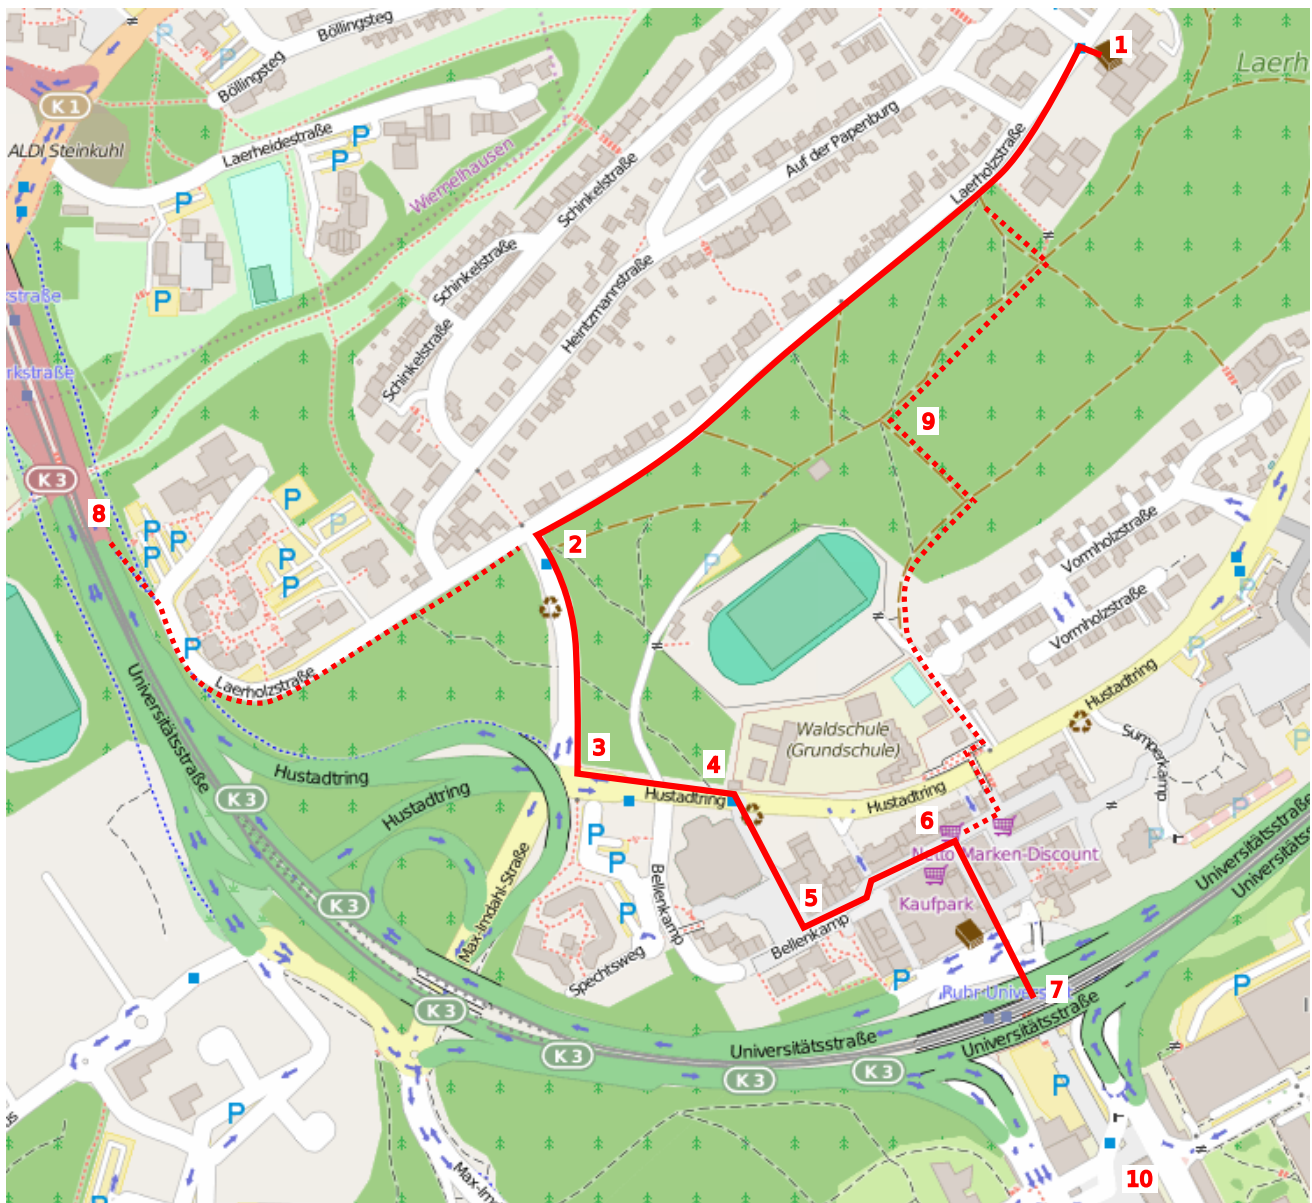 Böllingsteg
Böllingsteg
1
Laerh
K 1
ALDI Steinkuhl
Laerheidestraße
P
P
P
P
P
P
Wiemelhausen
Auf der Papenburg
Laerholzstraße
Schinkelstraße
Schinkelstraße
Schinkelstraße
Heintzmannstraße
rkstraße
K 3
9
8
P
P
P
P
P
P
P
2
P
P
Vormholzstraße
Vormholzstraße
P
P
Laerholzstraße
Universitätsstraße
Hustadtring
Hustadtring
Waldschule
(Grundschule)
Sumperkamp
P
3
4
Hustadtring
Hustadtring
Hustadtring
K 3
P
P
P
P
P
6
Netto Marken-Discount
Kaufpark
Universitätsstraße
Max-Imdahl-Straße
Bellenkamp
5
Bellenkamp
K 3
Spechtsweg
P
P
7
K 3
Universitätsstraße
Universitätsstraße
K 3
K 3
K 3
P
P
P
10